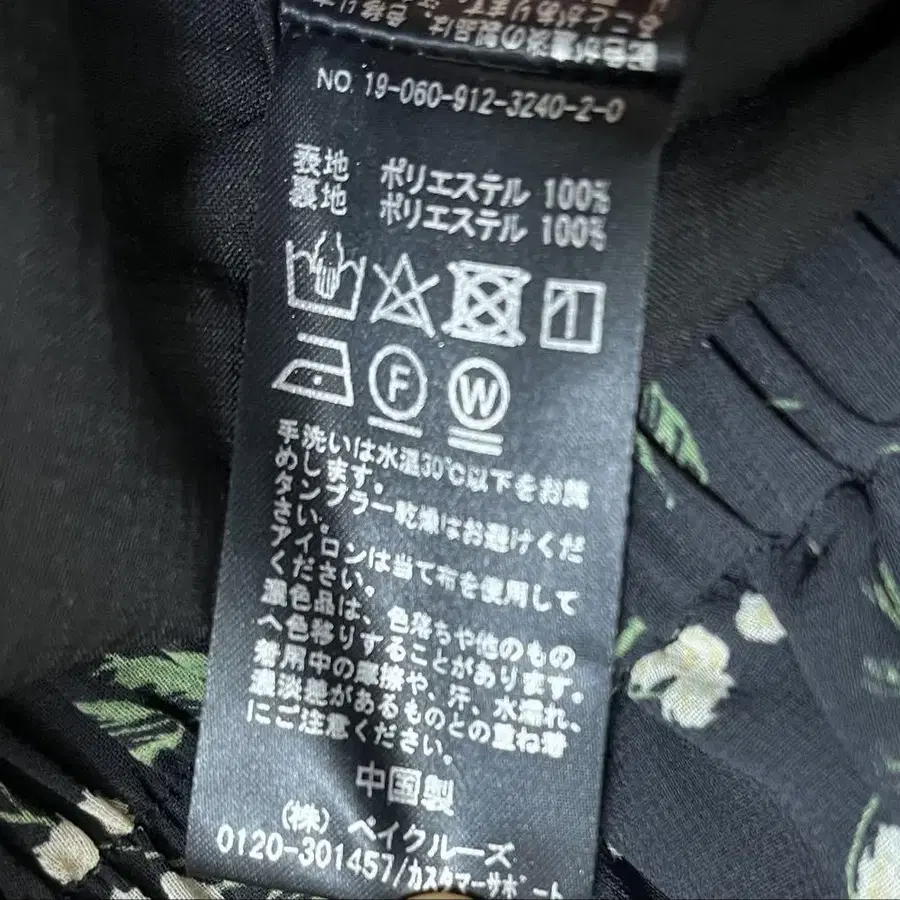 NO. 19-060-912-3240-2-0
表地 ポリエステル 100%
裏地 ポリエステル 100%
F W
手洗いは水温30℃以下をお薦
めします。
タンブラー乾燥はお避けくだ
さい。
アイロンは当て布を使用して
ください。
濃色品は、色落ちや他のもの
へ色移りすることがあります。
着用中の摩擦や、汗、水濡れ、
濃淡差があるものとの重ね着
にご注意ください。
中国製
(株) ベイクルーズ
0120-301457/カスタマーサポート